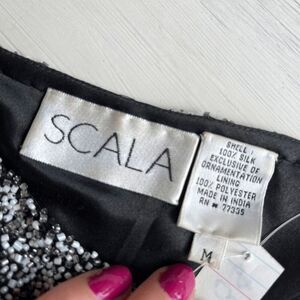 SCALA
SHELL
100% SILK
EXCLUSIVE OF
ORNAMENTATION
LINING
100% POLYESTER
MADE IN INDIA
RN # 77335
M